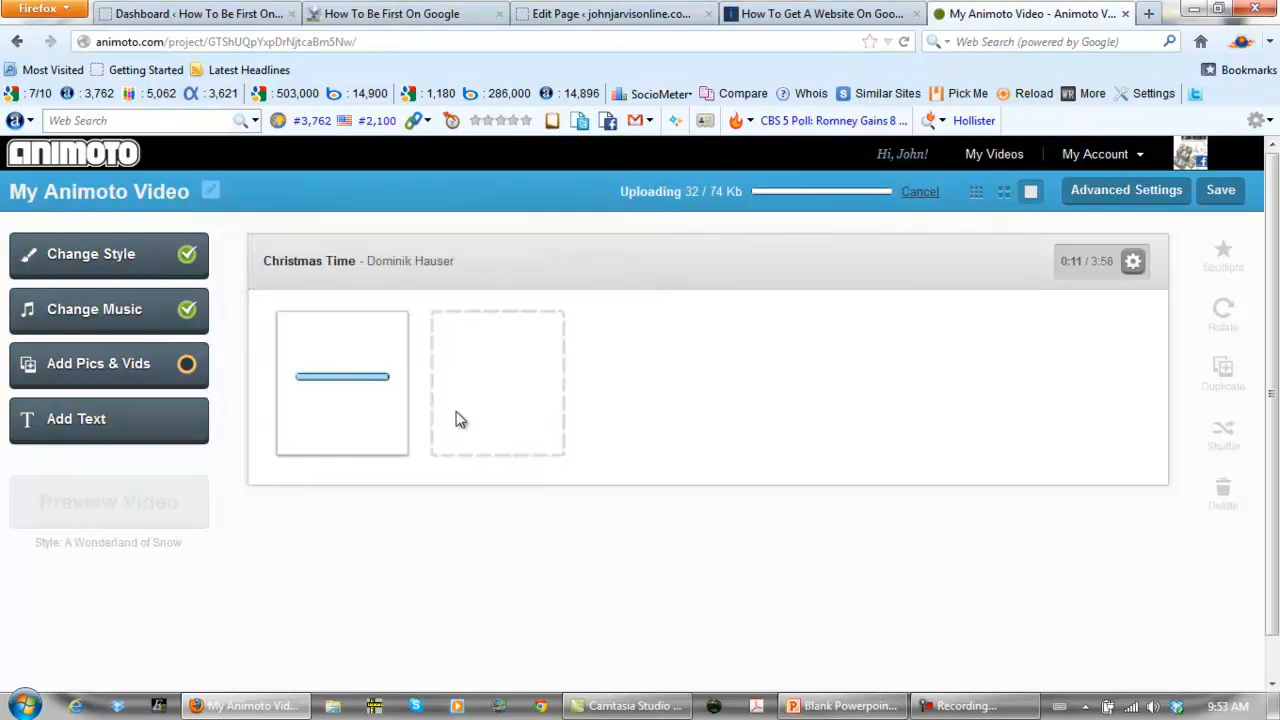 Firefox
Dashboard ‹ How To Be First On...
How To Be First On Google
Edit Page ‹ johnjarvisonline.co...
How To Get A Website On Goo...
My Animoto Video - Animoto V...
animoto.com/project/GTShUQpYxpDrNjtcaBm5Nw/
Web Search (powered by Google)
Most Visited
Getting Started
Latest Headlines
Bookmarks
: 7/10 : 3,762 : 5,062 : 3,621 : 503,000 : 14,900 : 1,180 : 286,000 : 14,896 SocioMeter Compare Whois Similar Sites Pick Me Reload More Settings
Web Search #3,762 #2,100 CBS 5 Poll: Romney Gains 8 ... Hollister
ANIMOTO
Hi, John!
My Videos
My Account
My Animoto Video
Uploading 32 / 74 Kb
Cancel
Advanced Settings
Save
Change Style
Change Music
Add Pics & Vids
Add Text
Preview Video
Style: A Wonderland of Snow
Christmas Time - Dominik Hauser
0:11 / 3:58
Spotlight
Rotate
Duplicate
Shuffle
Delete
My Animoto Vid...
Camtasia Studio ...
Blank Powerpoin...
Recording...
9:53 AM